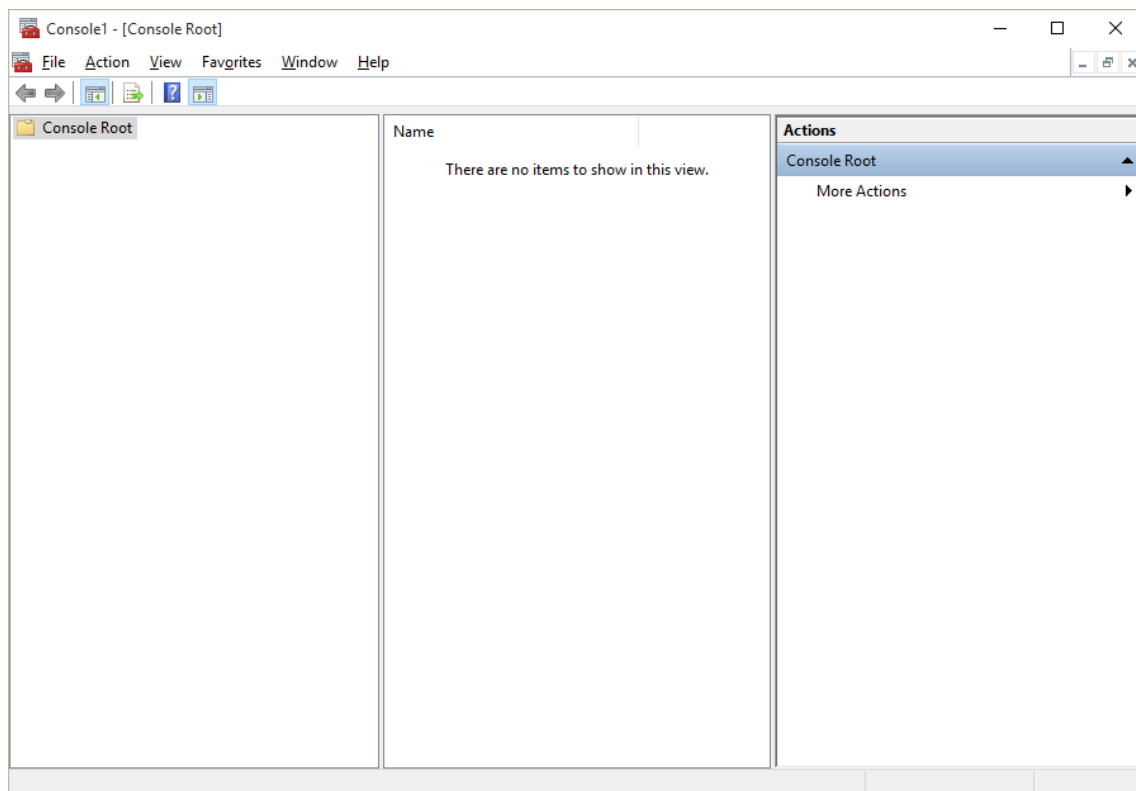 Console1 - [Console Root]
File Action View Favorites Window Help
Console Root
Name
There are no items to show in this view.
Actions
Console Root
More Actions